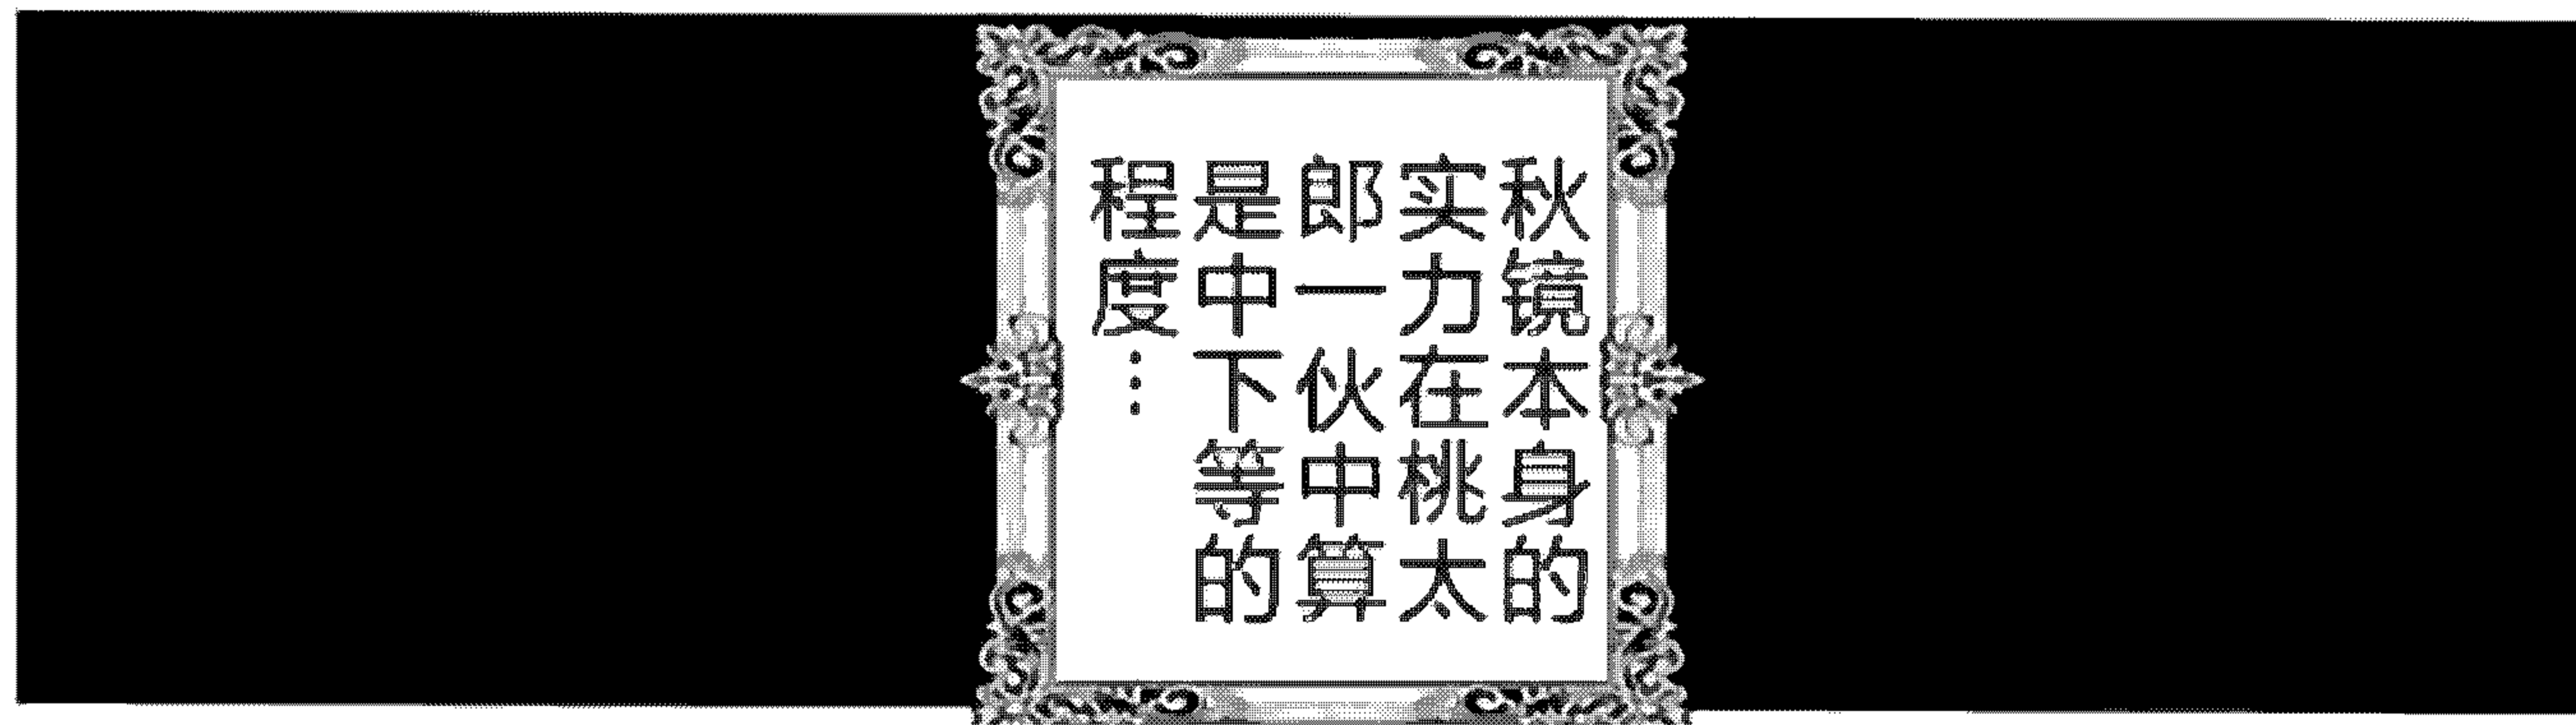 秋镜本身的
实力在桃太
郎一伙中算
是中下等的
程度…